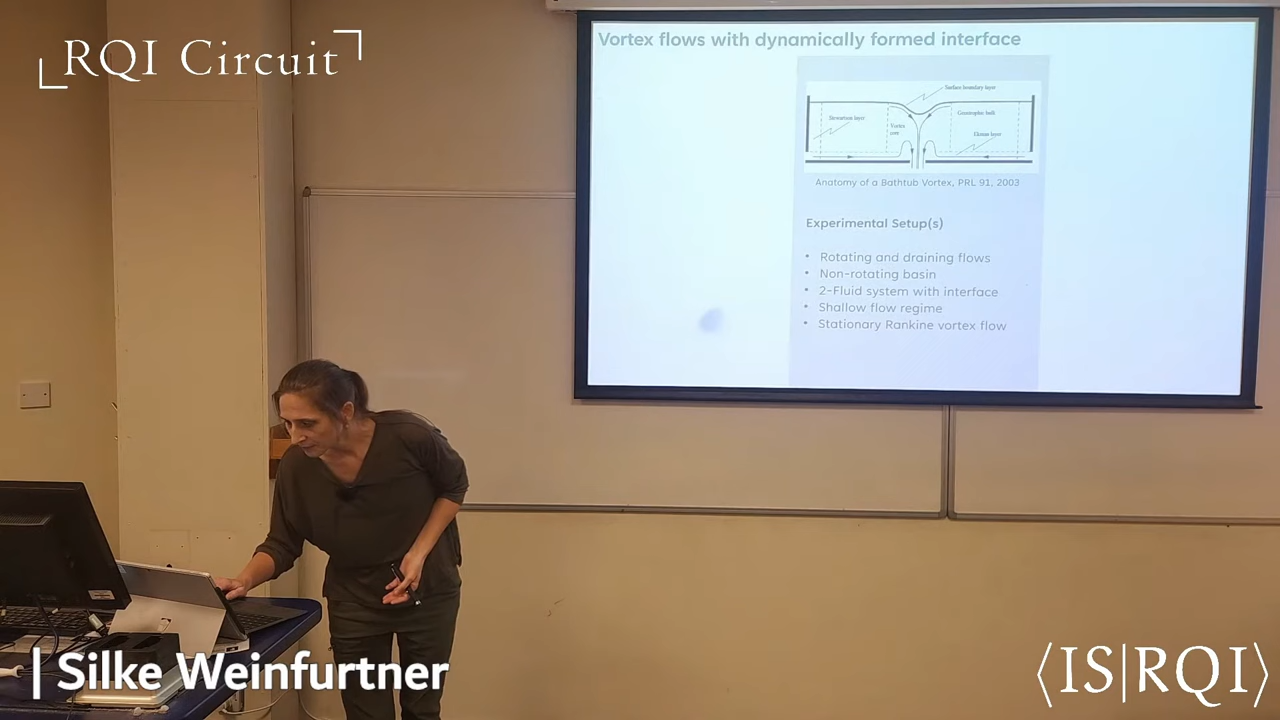 RQI Circuit
Vortex flows with dynamically formed interface
Surface boundary layer
Stewartson layer
Vortex
core
Geostrophic bulk
Ekman layer
Anatomy of a Bathtub Vortex, PRL 91, 2003
Experimental Setup(s)
• Rotating and draining flows
• Non-rotating basin
• 2-Fluid system with interface
• Shallow flow regime
• Stationary Rankine vortex flow
| Silke Weinfurtner
⟨IS|RQI⟩